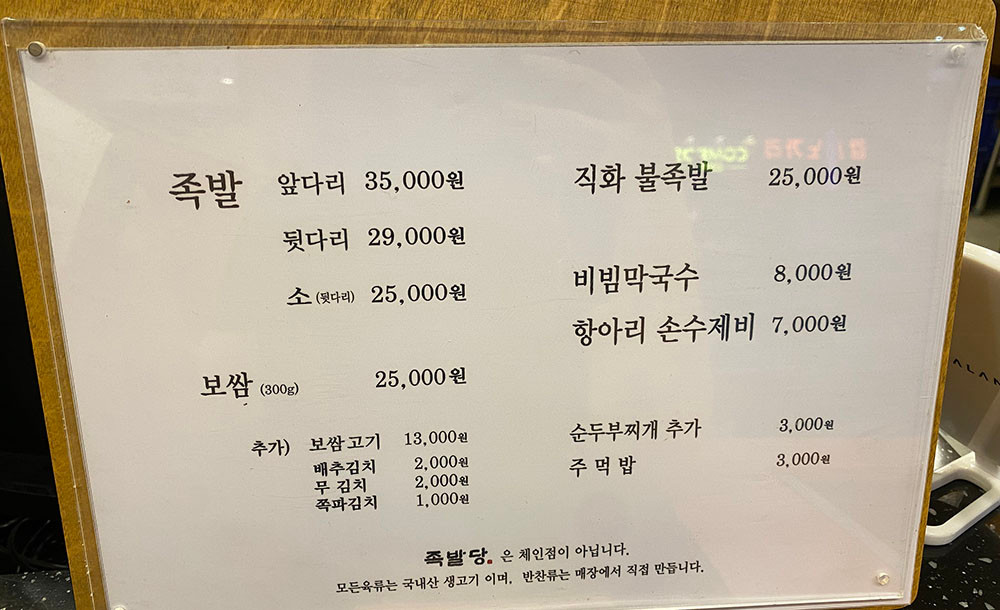 족발 앞다리 35,000원
뒷다리 29,000원
소 (뒷다리) 25,000원
보쌈 (300g) 25,000원
추가) 보쌈고기 13,000원
배추김치 2,000원
무 김치 2,000원
쪽파김치 1,000원
직화 불족발 25,000원
비빔막국수 8,000원
항아리 손수제비 7,000원
순두부찌개 추가 3,000원
주 먹 밥 3,000원
족발당. 은 체인점이 아닙니다.
모든육류는 국내산 생고기 이며, 반찬류는 매장에서 직접 만듭니다.